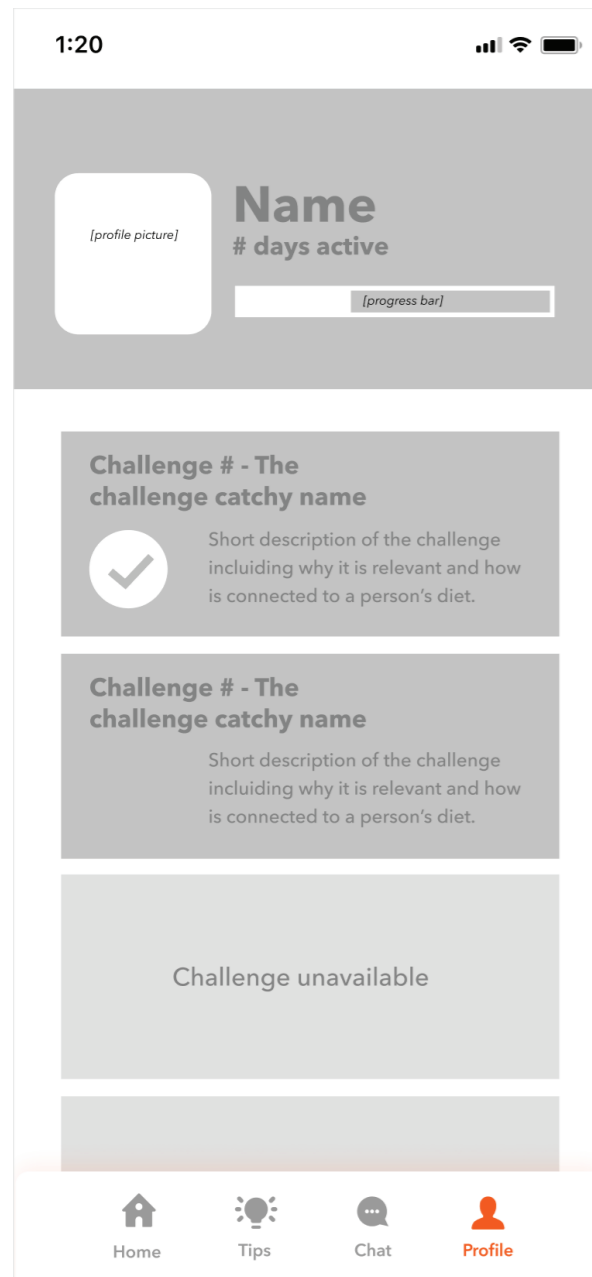 1:20
[profile picture]
Name
# days active
[progress bar]
Challenge # - The
challenge catchy name
Short description of the challenge
incluiding why it is relevant and how
is connected to a person’s diet.
Challenge # - The
challenge catchy name
Short description of the challenge
incluiding why it is relevant and how
is connected to a person’s diet.
Challenge unavailable
Home Tips Chat Profile